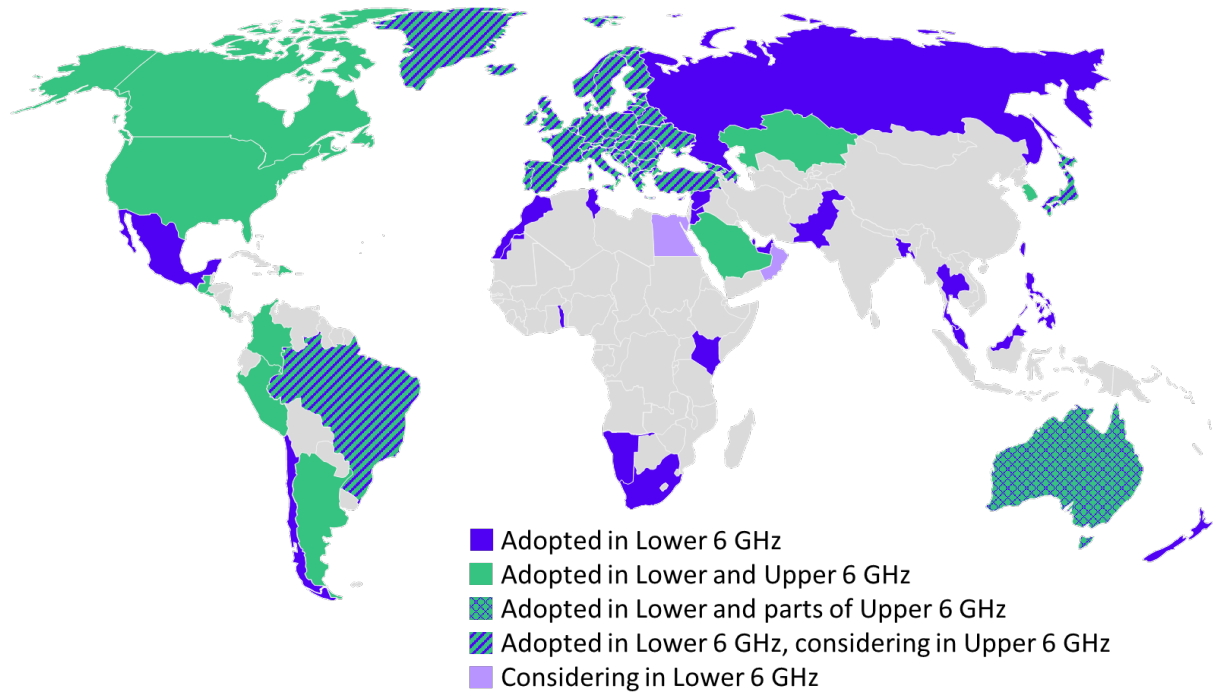 Adopted in Lower 6 GHz
Adopted in Lower and Upper 6 GHz
Adopted in Lower and parts of Upper 6 GHz
Adopted in Lower 6 GHz, considering in Upper 6 GHz
Considering in Lower 6 GHz